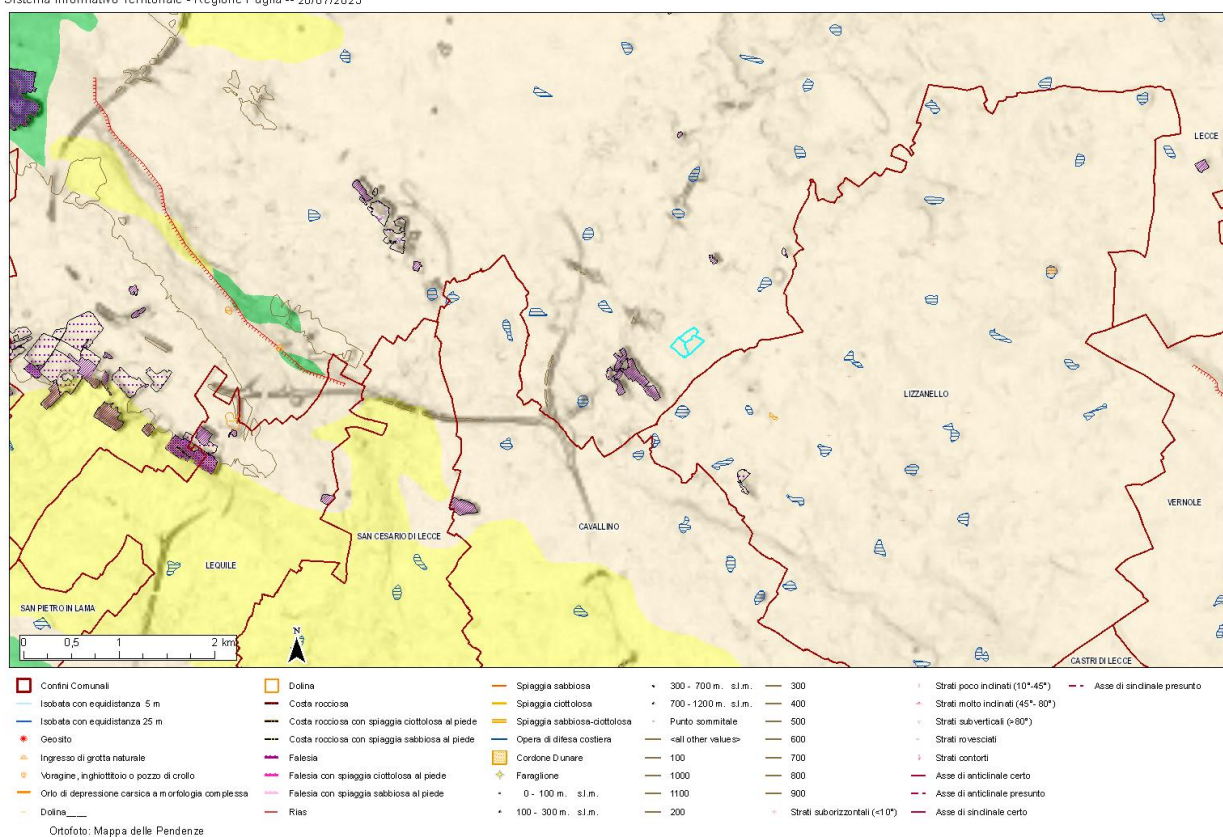 Sistema Informativo Territoriale - Regione Puglia -- 28/07/2023
LECCE
LIZZANELLO
VERNOLE
CAVALLINO
SAN CESARIO DI LECCE
LEQUILE
SAN PIETRO IN LAMA
CASTRI DI LECCE
0 0,5 1 2 km
N
Confini Comunali
Isobata con equidistanza 5 m
Isobata con equidistanza 25 m
Geosito
Ingresso di grotta naturale
Voragine, inghiottitoio o pozzo di crollo
Orlo di depressione carsica a morfologia complessa
Dolina____
Dolina
Costa rocciosa
Costa rocciosa con spiaggia ciottolosa al piede
Costa rocciosa con spiaggia sabbiosa al piede
Falesia
Falesia con spiaggia ciottolosa al piede
Falesia con spiaggia sabbiosa al piede
Rias
Spiaggia sabbiosa
Spiaggia ciottolosa
Spiaggia sabbiosa-ciottolosa
Opera di difesa costiera
Cordone Dunare
Faraglione
0 - 100 m. s.l.m.
100 - 300 m. s.l.m.
300 - 700 m. s.l.m.
700 - 1200 m. s.l.m.
Punto sommitale
<all other values>
100
1000
1100
200
300
400
500
600
700
800
900
Strati suborizzontali (<10°)
Strati poco inclinati (10°-45°)
Strati molto inclinati (45°- 80°)
Strati subverticali (>80°)
Strati rovesciati
Strati contorti
Asse di anticlinale certo
Asse di anticlinale presunto
Asse di sinclinale certo
Asse di sinclinale presunto
Ortofoto: Mappa delle Pendenze